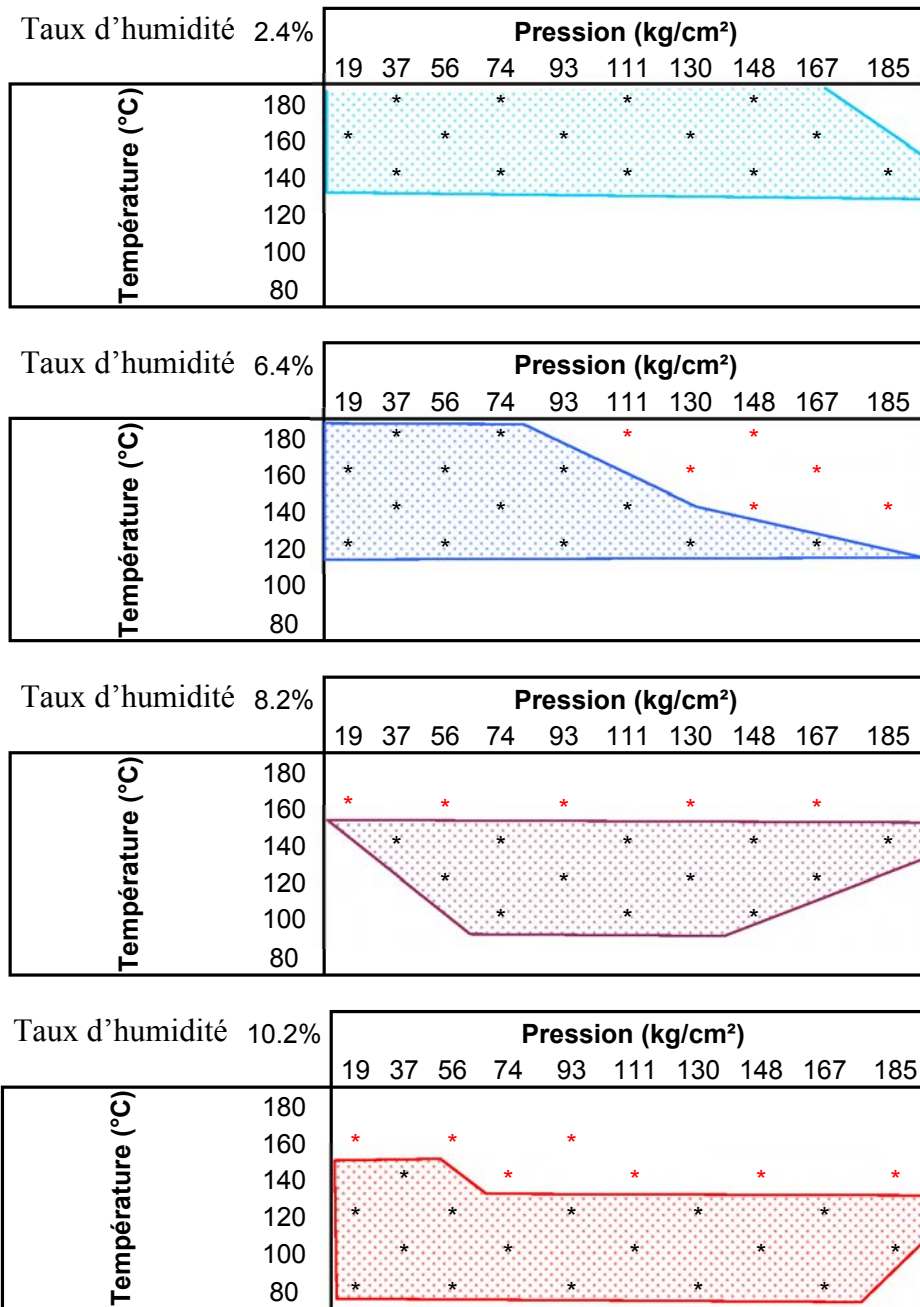 Taux d’humidité 2.4% Pression (kg/cm²)
19 37 56 74 93 111 130 148 167 185
Température (°C)
180 * * * *
160 * * * * *
140 * * * * *
120
100
80
Taux d’humidité 6.4% Pression (kg/cm²)
19 37 56 74 93 111 130 148 167 185
Température (°C)
180 * * * *
160 * * * * *
140 * * * * *
120 * * * * *
100
80
Taux d’humidité 8.2% Pression (kg/cm²)
19 37 56 74 93 111 130 148 167 185
Température (°C)
180
160 * * * * *
140 * * * * *
120 * * * *
100 * * *
80
Taux d’humidité 10.2% Pression (kg/cm²)
19 37 56 74 93 111 130 148 167 185
Température (°C)
180
160 * * *
140 * * * * *
120 * * * * *
100 * * * * *
80 * * * * *